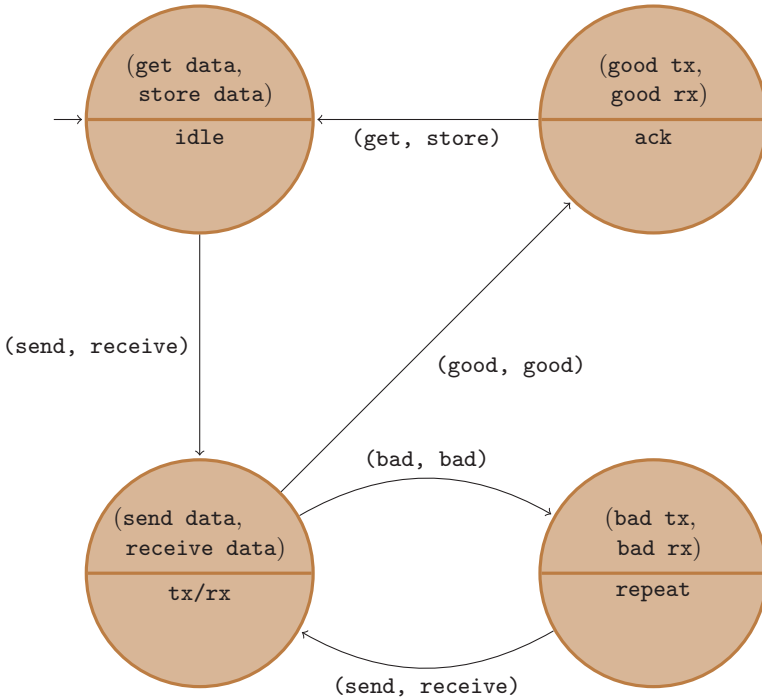 (get data,
store data)
idle
(good tx,
good rx)
ack
(get, store)
(send, receive)
(good, good)
(bad, bad)
(send data,
receive data)
tx/rx
(bad tx,
bad rx)
repeat
(send, receive)